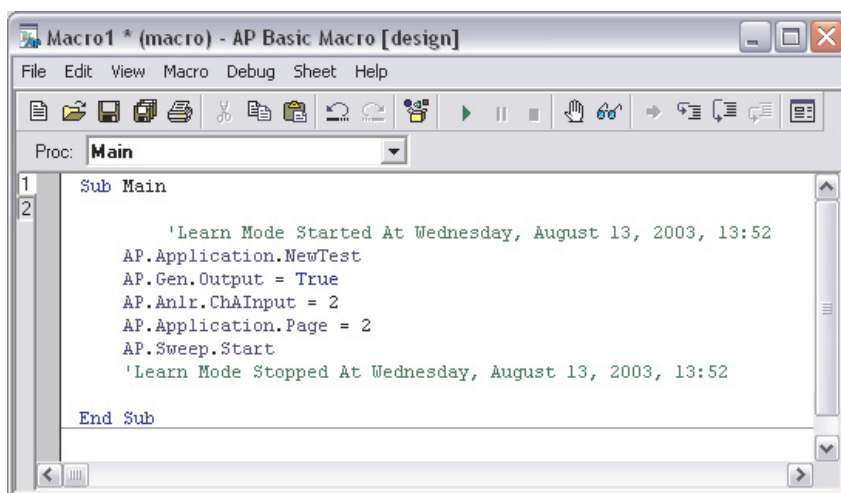 Macro1 * (macro) - AP Basic Macro [design]
File Edit View Macro Debug Sheet Help
Proc: Main
1
2
Sub Main
'Learn Mode Started At Wednesday, August 13, 2003, 13:52
AP.Application.NewTest
AP.Gen.Output = True
AP.Anlr.ChAInput = 2
AP.Application.Page = 2
AP.Sweep.Start
'Learn Mode Stopped At Wednesday, August 13, 2003, 13:52
End Sub